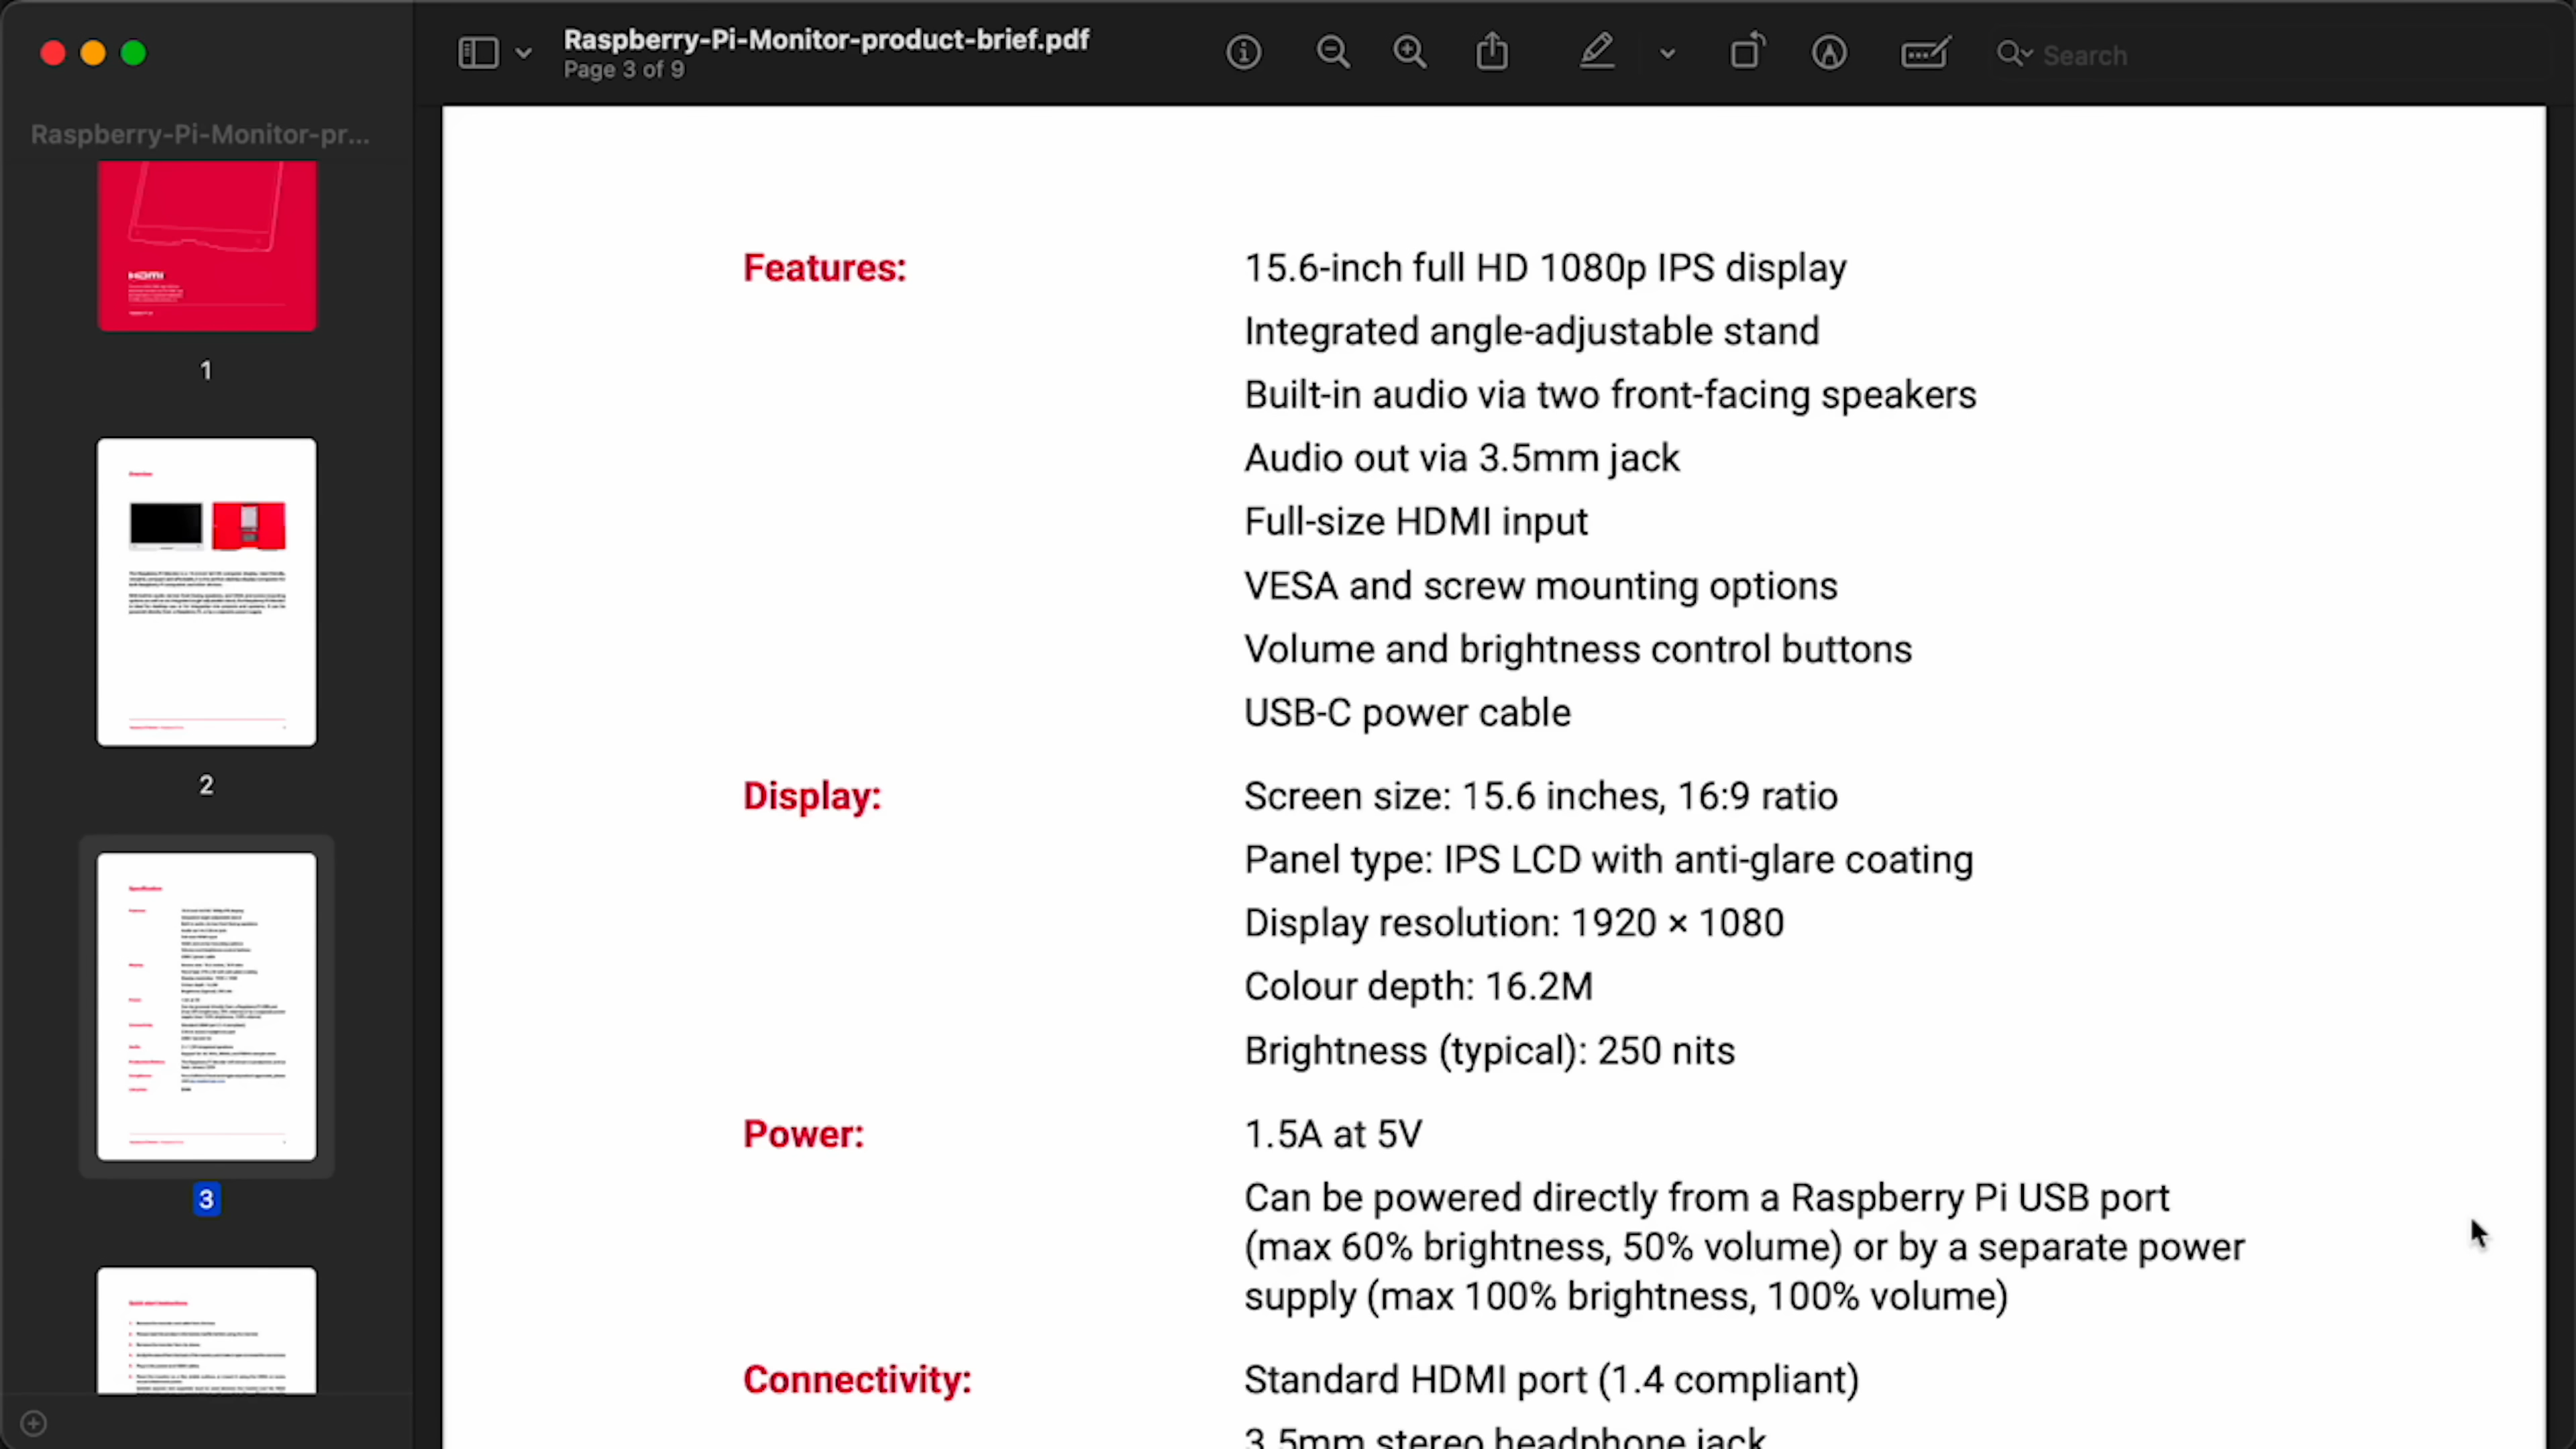 Raspberry-Pi-Monitor-product-brief.pdf
Page 3 of 9
Search
Raspberry-Pi-Monitor-pr...
HDMI
1
2
3
Features:
15.6-inch full HD 1080p IPS display
Integrated angle-adjustable stand
Built-in audio via two front-facing speakers
Audio out via 3.5mm jack
Full-size HDMI input
VESA and screw mounting options
Volume and brightness control buttons
USB-C power cable
Display:
Screen size: 15.6 inches, 16:9 ratio
Panel type: IPS LCD with anti-glare coating
Display resolution: 1920 × 1080
Colour depth: 16.2M
Brightness (typical): 250 nits
Power:
1.5A at 5V
Can be powered directly from a Raspberry Pi USB port
(max 60% brightness, 50% volume) or by a separate power
supply (max 100% brightness, 100% volume)
Connectivity:
Standard HDMI port (1.4 compliant)
3.5mm stereo headphone jack